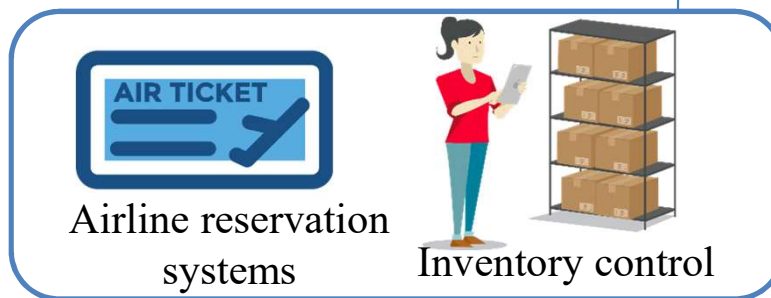 AIR TICKET
Airline reservation
systems
Inventory control